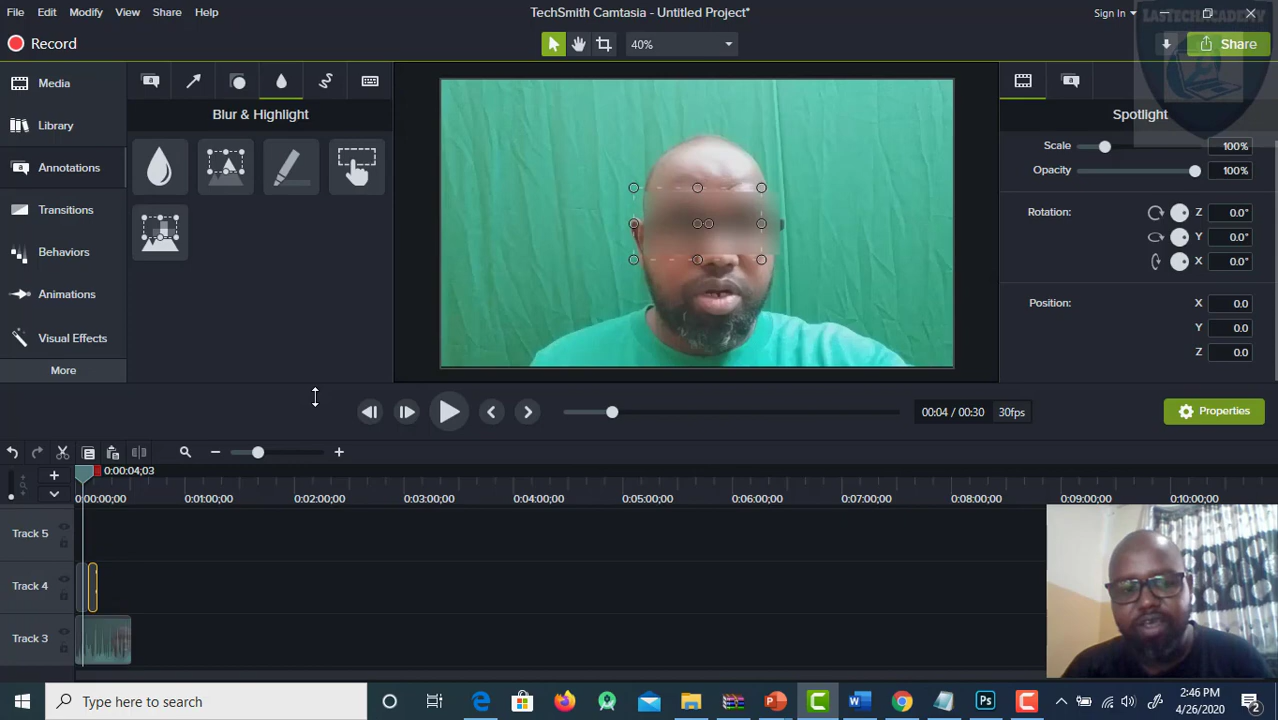 File Edit Modify View Share Help
TechSmith Camtasia - Untitled Project*
Sign In
LasTechAcademy
Record
40%
Share
Media
Library
Annotations
Transitions
Behaviors
Animations
Visual Effects
More
Blur & Highlight
Spotlight
Scale 100%
Opacity 100%
Rotation: Z 0.0°
Y 0.0°
X 0.0°
Position: X 0.0
Y 0.0
Z 0.0
00:04 / 00:30 30fps
Properties
0:00:04;03
0:00:00;00 0:01:00;00 0:02:00;00 0:03:00;00 0:04:00;00 0:05:00;00 0:06:00;00 0:07:00;00 0:08:00;00 0:09:00;00 0:10:00;00
Track 5
Track 4
Track 3
Type here to search
2:46 PM
4/26/2020
2